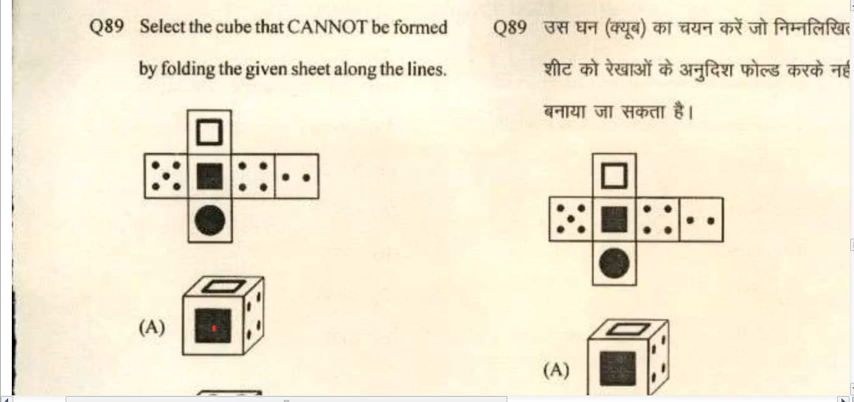 Q89 Select the cube that CANNOT be formed
by folding the given sheet along the lines.
(A)
Q89 उस घन (क्यूब) का चयन करें जो
शीट को रेखाओं के अनुदिश फोल्ड करके
बनाया जा सकता है।
(A)